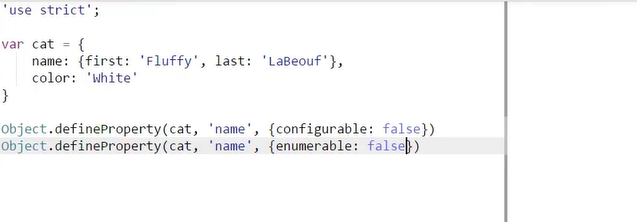 'use strict';
var cat = {
    name: {first: 'Fluffy', last: 'LaBeouf'},
    color: 'White'
}
Object.defineProperty(cat, 'name', {configurable: false})
Object.defineProperty(cat, 'name', {enumerable: false})